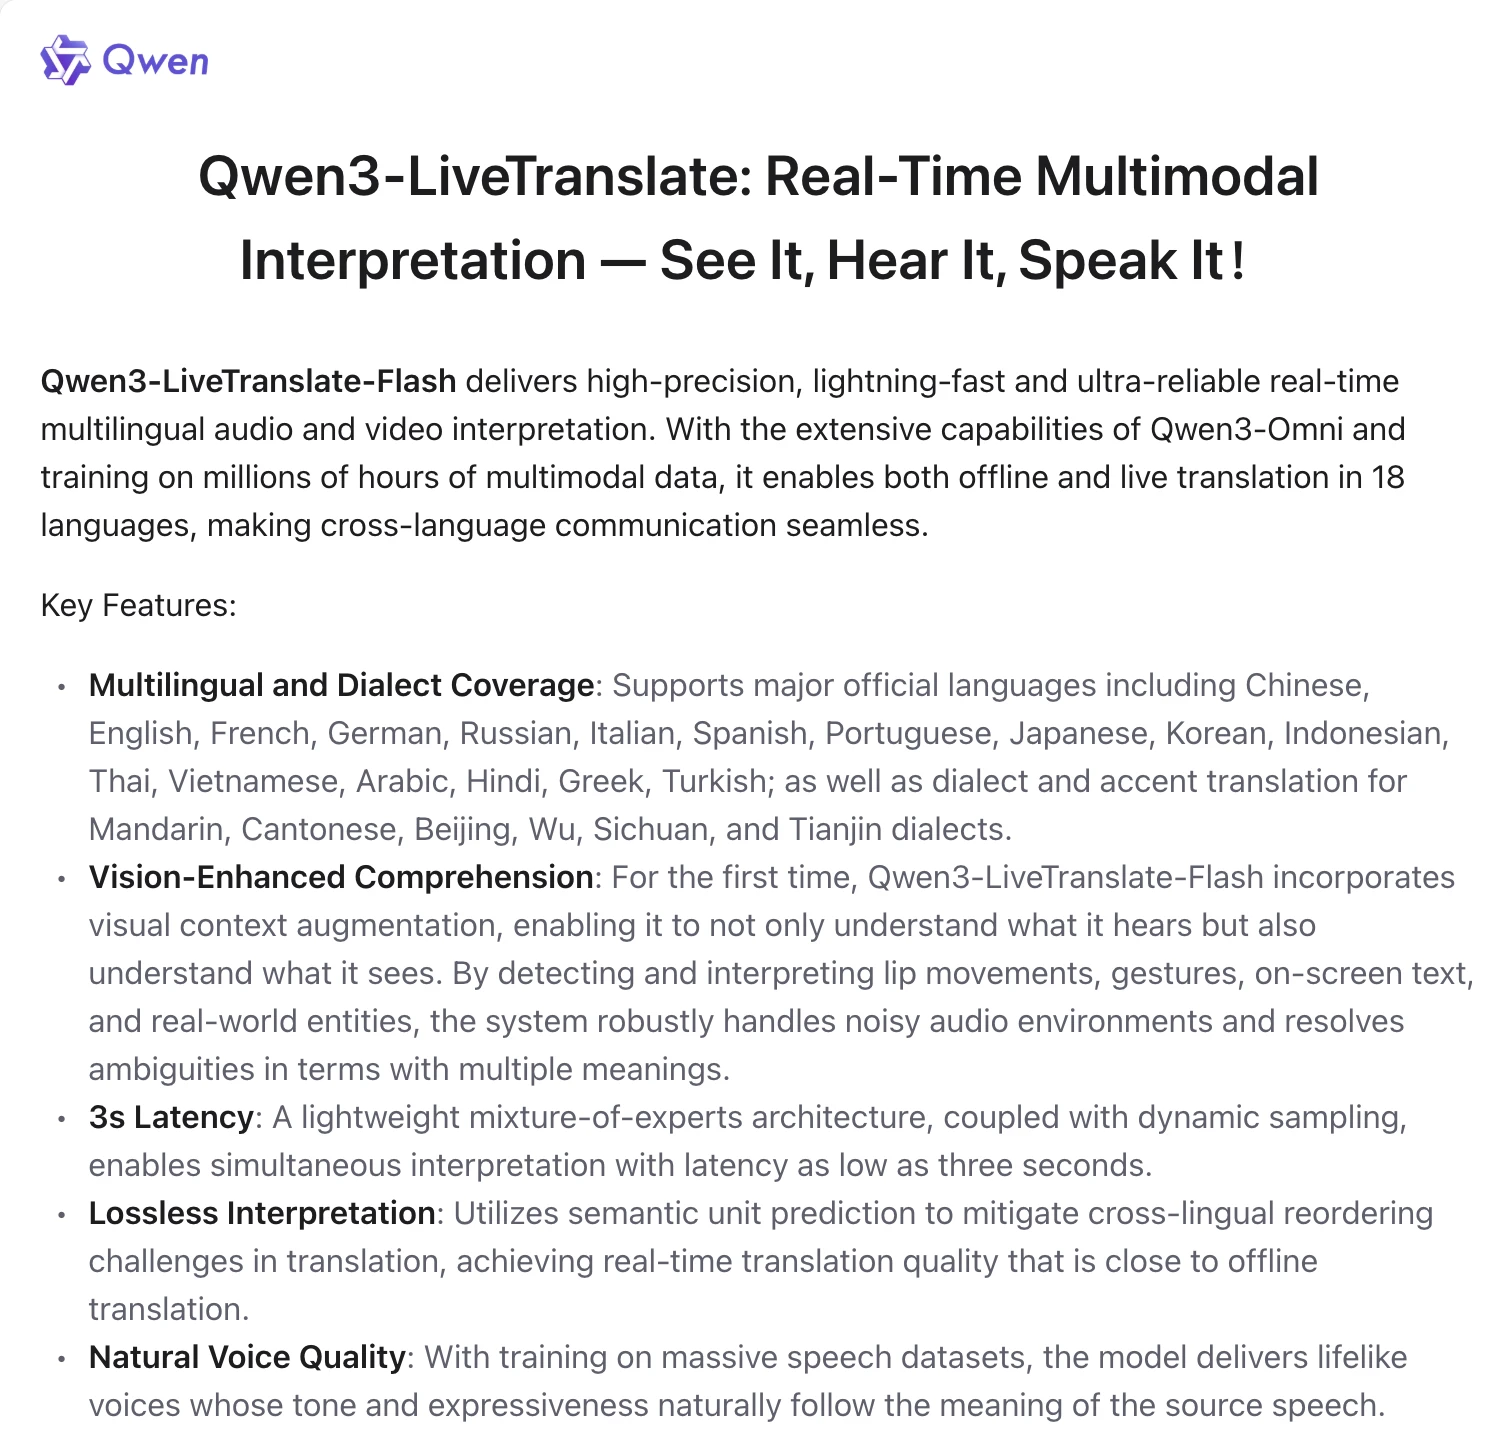 Qwen
Qwen3-LiveTranslate: Real-Time Multimodal
Interpretation — See It, Hear It, Speak It！
Qwen3-LiveTranslate-Flash delivers high-precision, lightning-fast and ultra-reliable real-time
multilingual audio and video interpretation. With the extensive capabilities of Qwen3-Omni and
training on millions of hours of multimodal data, it enables both offline and live translation in 18
languages, making cross-language communication seamless.
Key Features:
• Multilingual and Dialect Coverage: Supports major official languages including Chinese,
English, French, German, Russian, Italian, Spanish, Portuguese, Japanese, Korean, Indonesian,
Thai, Vietnamese, Arabic, Hindi, Greek, Turkish; as well as dialect and accent translation for
Mandarin, Cantonese, Beijing, Wu, Sichuan, and Tianjin dialects.
• Vision-Enhanced Comprehension: For the first time, Qwen3-LiveTranslate-Flash incorporates
visual context augmentation, enabling it to not only understand what it hears but also
understand what it sees. By detecting and interpreting lip movements, gestures, on-screen text,
and real-world entities, the system robustly handles noisy audio environments and resolves
ambiguities in terms with multiple meanings.
• 3s Latency: A lightweight mixture-of-experts architecture, coupled with dynamic sampling,
enables simultaneous interpretation with latency as low as three seconds.
• Lossless Interpretation: Utilizes semantic unit prediction to mitigate cross-lingual reordering
challenges in translation, achieving real-time translation quality that is close to offline
translation.
• Natural Voice Quality: With training on massive speech datasets, the model delivers lifelike
voices whose tone and expressiveness naturally follow the meaning of the source speech.